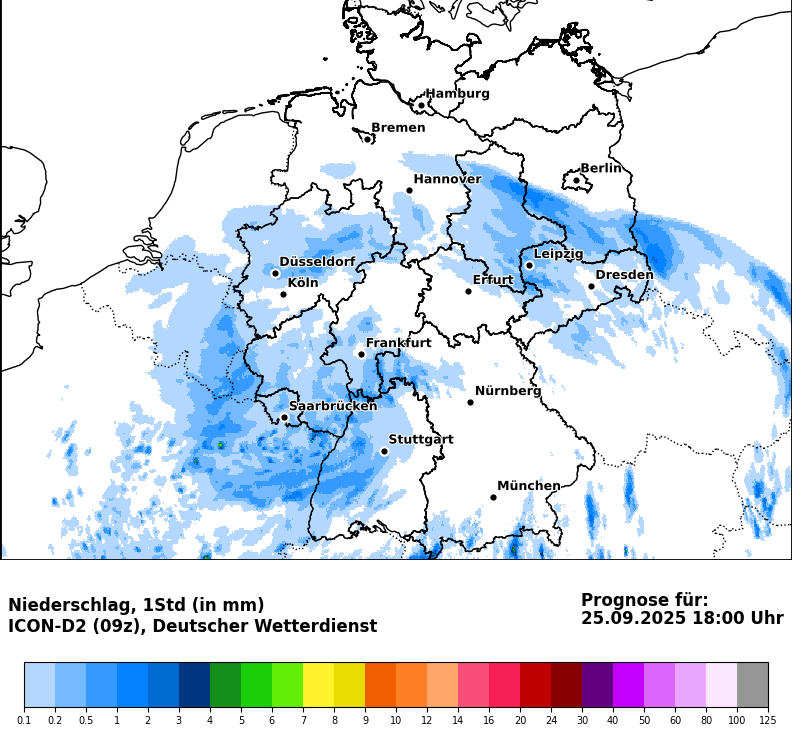 Hamburg
Bremen
Berlin
Hannover
Leipzig
Düsseldorf
Dresden
Köln
Erfurt
Frankfurt
Nürnberg
Saarbrücken
Stuttgart
München
Niederschlag, 1Std (in mm)
ICON-D2 (09z), Deutscher Wetterdienst
Prognose für:
25.09.2025 18:00 Uhr
0.1 0.2 0.5 1 2 3 4 5 6 7 8 9 10 12 14 16 20 24 30 40 50 60 80 100 125